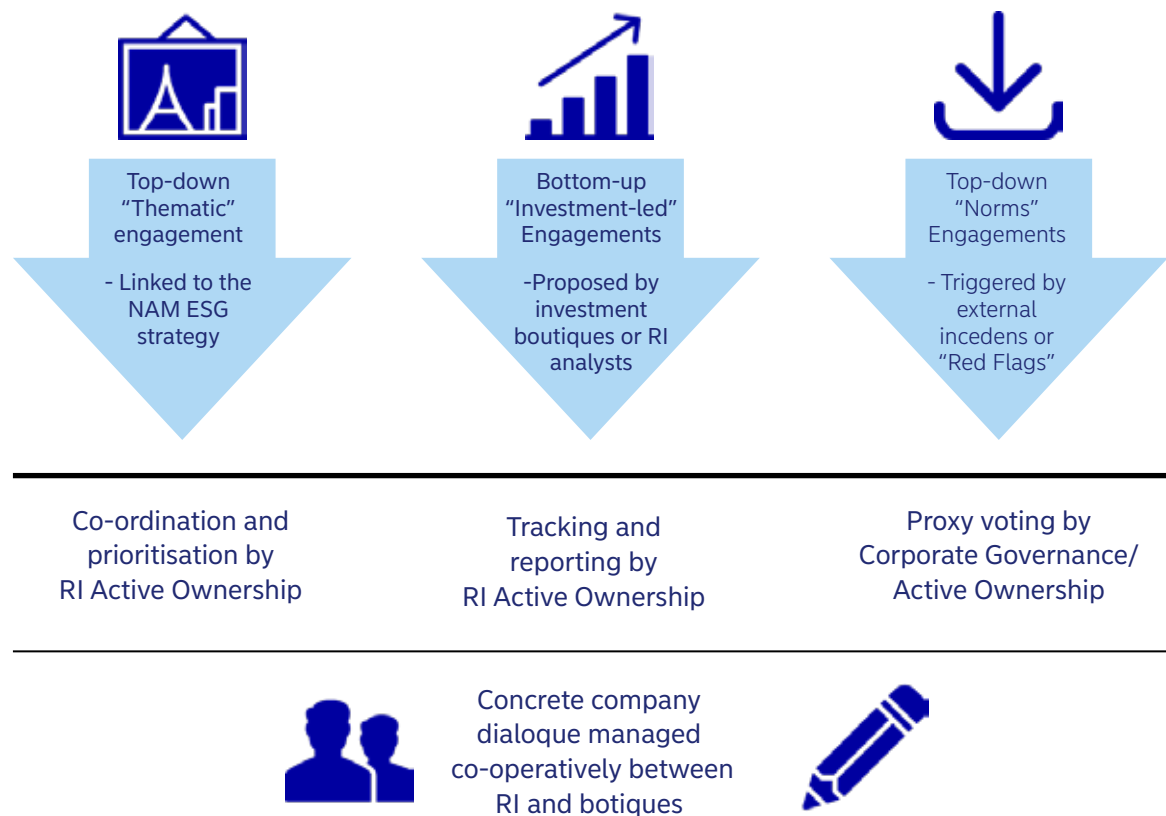 Top-down
“Thematic”
engagement
- Linked to the
NAM ESG
strategy
Bottom-up
“Investment-led”
Engagements
-Proposed by
investment
boutiques or RI
analysts
Top-down
“Norms”
Engagements
- Triggered by
external
incedens or
“Red Flags”
Co-ordination and
prioritisation by
RI Active Ownership
Tracking and
reporting by
RI Active Ownership
Proxy voting by
Corporate Governance/
Active Ownership
Concrete company
dialoque managed
co-operatively between
RI and botiques